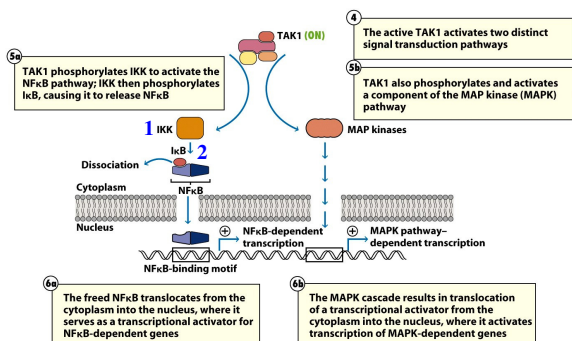 TAK1 (ON)
4
The active TAK1 activates two distinct
signal transduction pathways
5a
TAK1 phosphorylates IKK to activate the
NFκB pathway; IKK then phosphorylates
IκB, causing it to release NFκB
5b
TAK1 also phosphorylates and activates
a component of the MAP kinase (MAPK)
pathway
1 IKK
MAP kinases
IκB 2
Dissociation
NFκB
Cytoplasm
Nucleus
NFκB-dependent
transcription
MAPK pathway–
dependent transcription
NFκB-binding motif
6a
The freed NFκB translocates from the
cytoplasm into the nucleus, where it
serves as a transcriptional activator for
NFκB-dependent genes
6b
The MAPK cascade results in translocation
of a transcriptional activator from the
cytoplasm into the nucleus, where it activates
transcription of MAPK-dependent genes